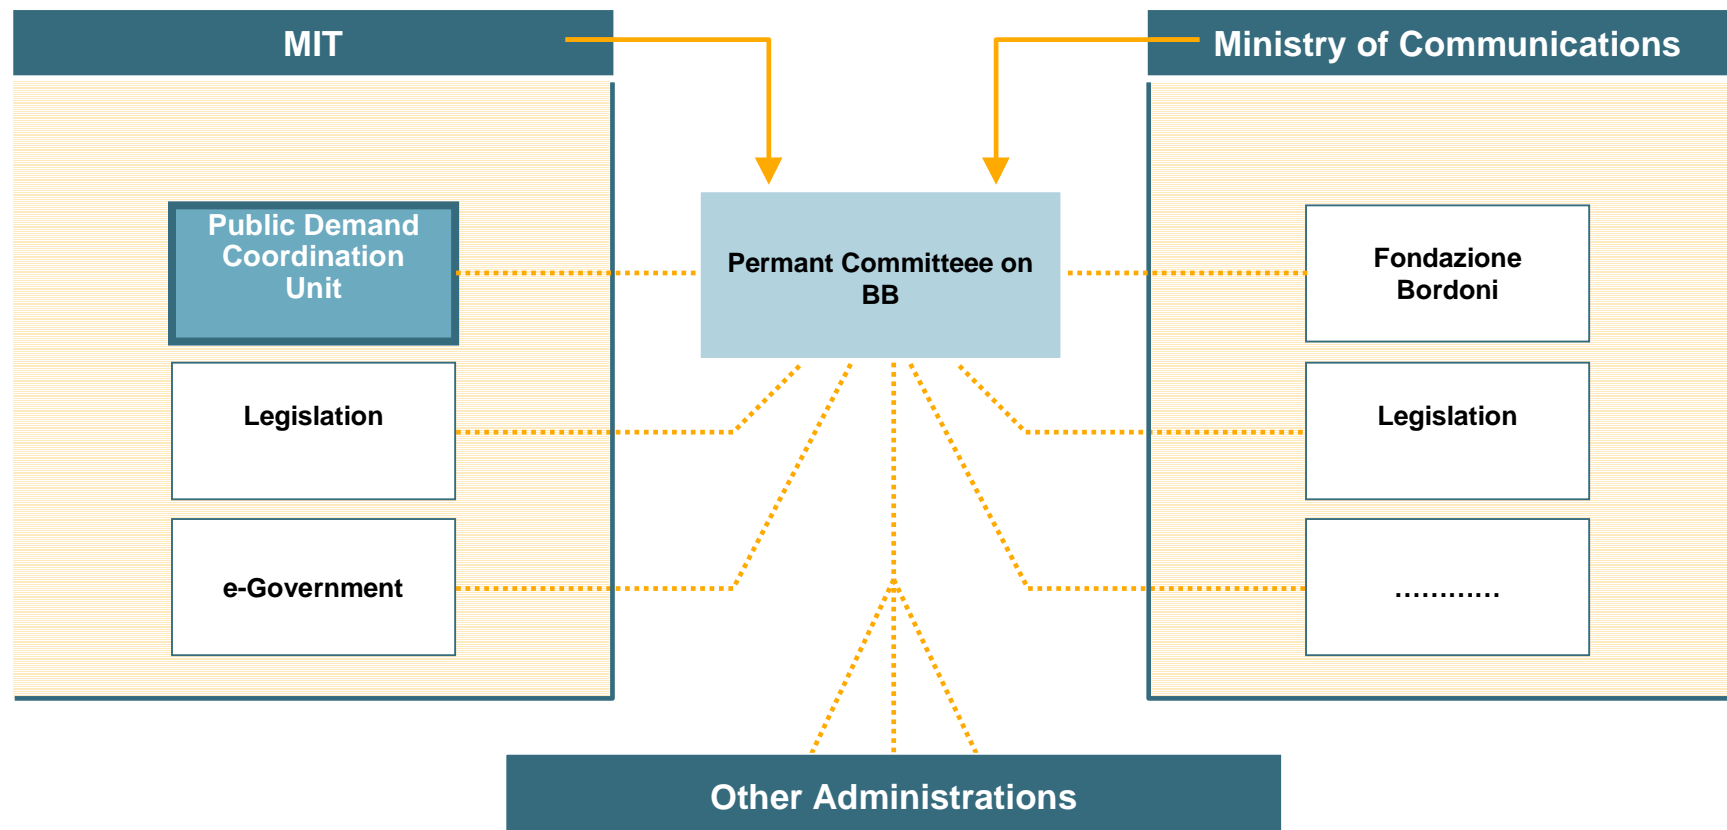 MIT
Ministry of Communications
Public Demand
Coordination
Unit
Permant Committeee on
BB
Fondazione
Bordoni
Legislation
Legislation
e-Government
............
Other Administrations